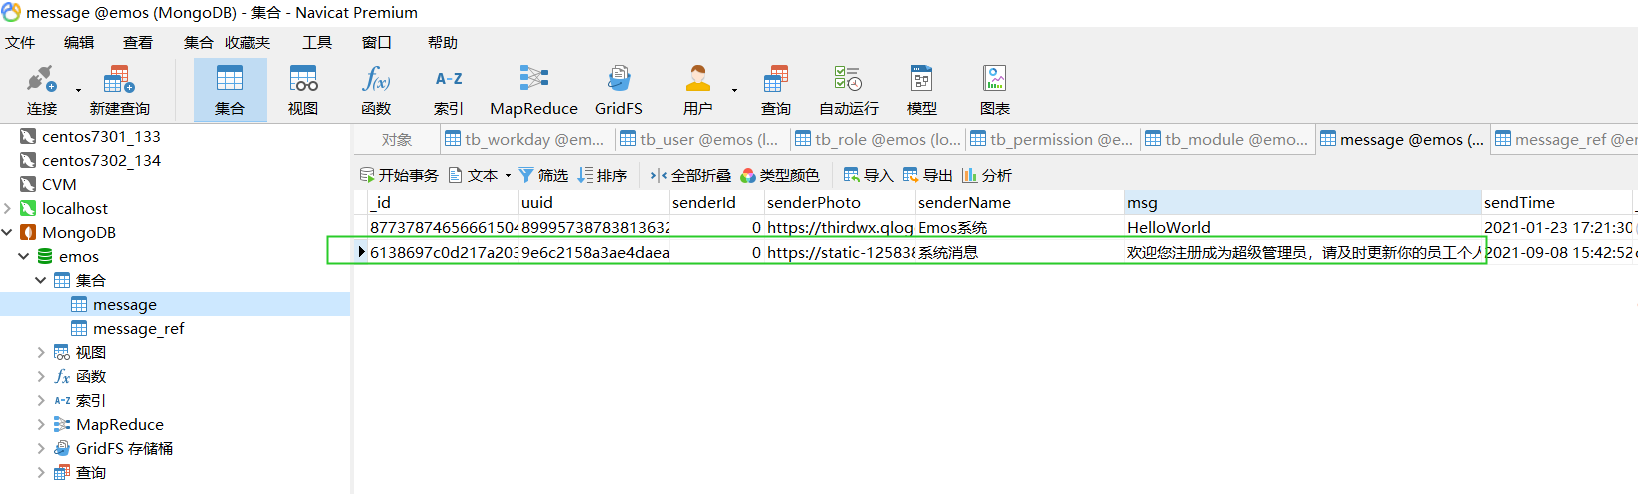 message @emos (MongoDB) - 集合 - Navicat Premium
文件 编辑 查看 集合 收藏夹 工具 窗口 帮助
f(x) A-Z
连接 新建查询 集合 视图 函数 索引 MapReduce GridFS 用户 查询 自动运行 模型 图表
centos7301_133
centos7302_134
CVM
localhost
MongoDB
emos
集合
message
message_ref
视图
fx 函数
A-Z 索引
MapReduce
GridFS 存储桶
查询
对象 tb_workday @em... tb_user @emos (l... tb_role @emos (lo... tb_permission @e... tb_module @emo... message @emos (... message_ref @e
开始事务 文本 筛选 排序 全部折叠 类型颜色 导入 导出 分析
_id uuid senderId senderPhoto senderName msg sendTime
87737874656661504 89995738783813632 0 https://thirdwx.qlog Emos系统 HelloWorld 2021-01-23 17:21:30
6138697c0d217a203 9e6c2158a3ae4daea 0 https://static-125838 系统消息 欢迎您注册成为超级管理员，请及时更新你的员工个人 2021-09-08 15:42:52